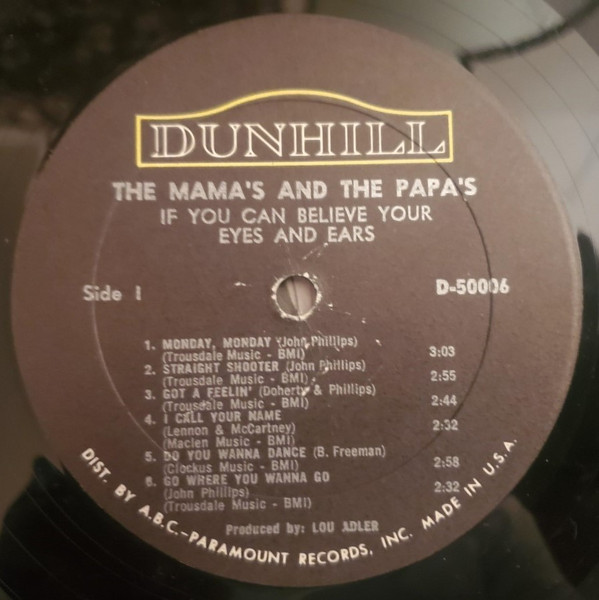 DUNHILL
THE MAMA'S AND THE PAPA'S
IF YOU CAN BELIEVE YOUR
EYES AND EARS
Side 1
D-50006
1. MONDAY, MONDAY (John Phillips)
(Trousdale Music - BMI) 3:03
2. STRAIGHT SHOOTER (John Phillips)
(Trousdale Music - BMI) 2:55
3. GOT A FEELIN' (Doherty & Phillips)
(Trousdale Music - BMI) 2:44
4. I CALL YOUR NAME
(Lennon & McCartney) 2:32
(Maclen Music - BMI)
5. DO YOU WANNA DANCE (B. Freeman)
(Clockus Music - BMI) 2:58
6. GO WHERE YOU WANNA GO
(John Phillips) 2:32
(Trousdale Music - BMI)
Produced by: LOU ADLER
DIST. BY A.B.C.-PARAMOUNT RECORDS, INC. MADE IN U.S.A.